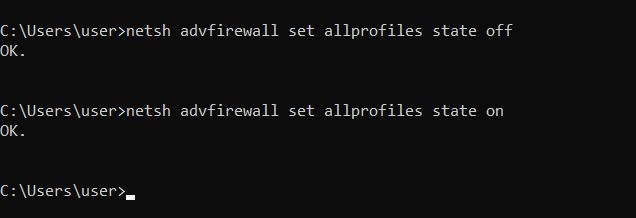 C:\Users\user>netsh advfirewall set allprofiles state off
OK.
C:\Users\user>netsh advfirewall set allprofiles state on
OK.
C:\Users\user>